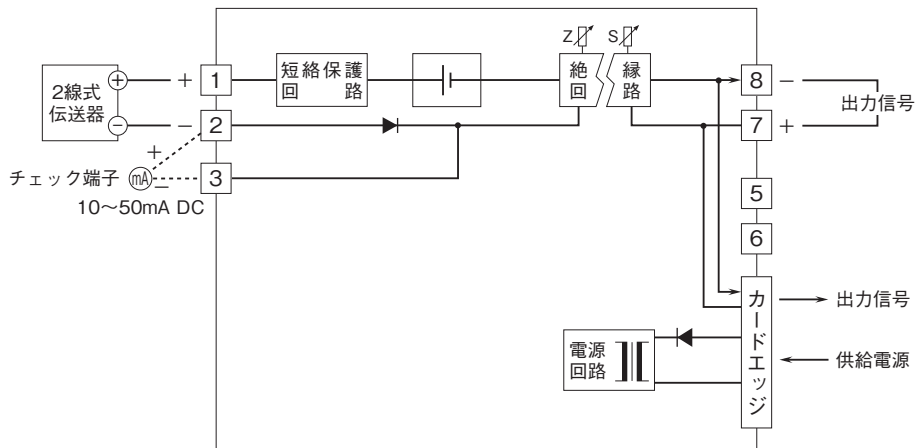 Z
S
2線式
伝送器
+
−
+
−
1
2
3
短絡保護
回 路
絶 縁
回 路
8
7
−
+
出力信号
+
−
チェック端子
mA
10～50mA DC
5
6
カードエッジ
出力信号
供給電源
電源
回路